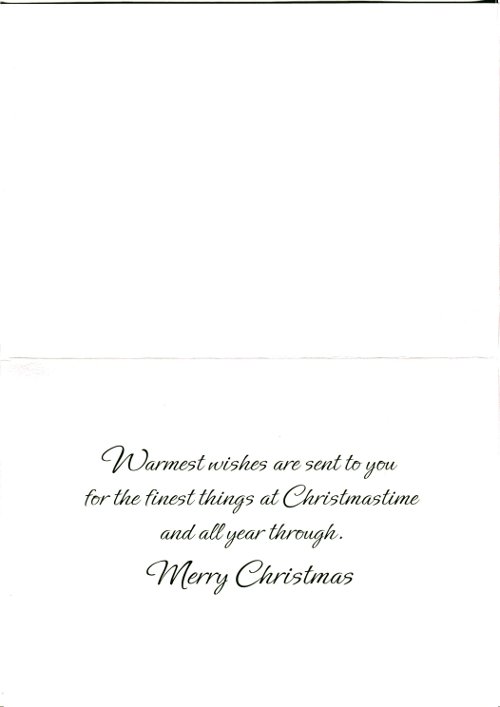 Warmest wishes are sent to you
for the finest things at Christmastime
and all year through.
Merry Christmas